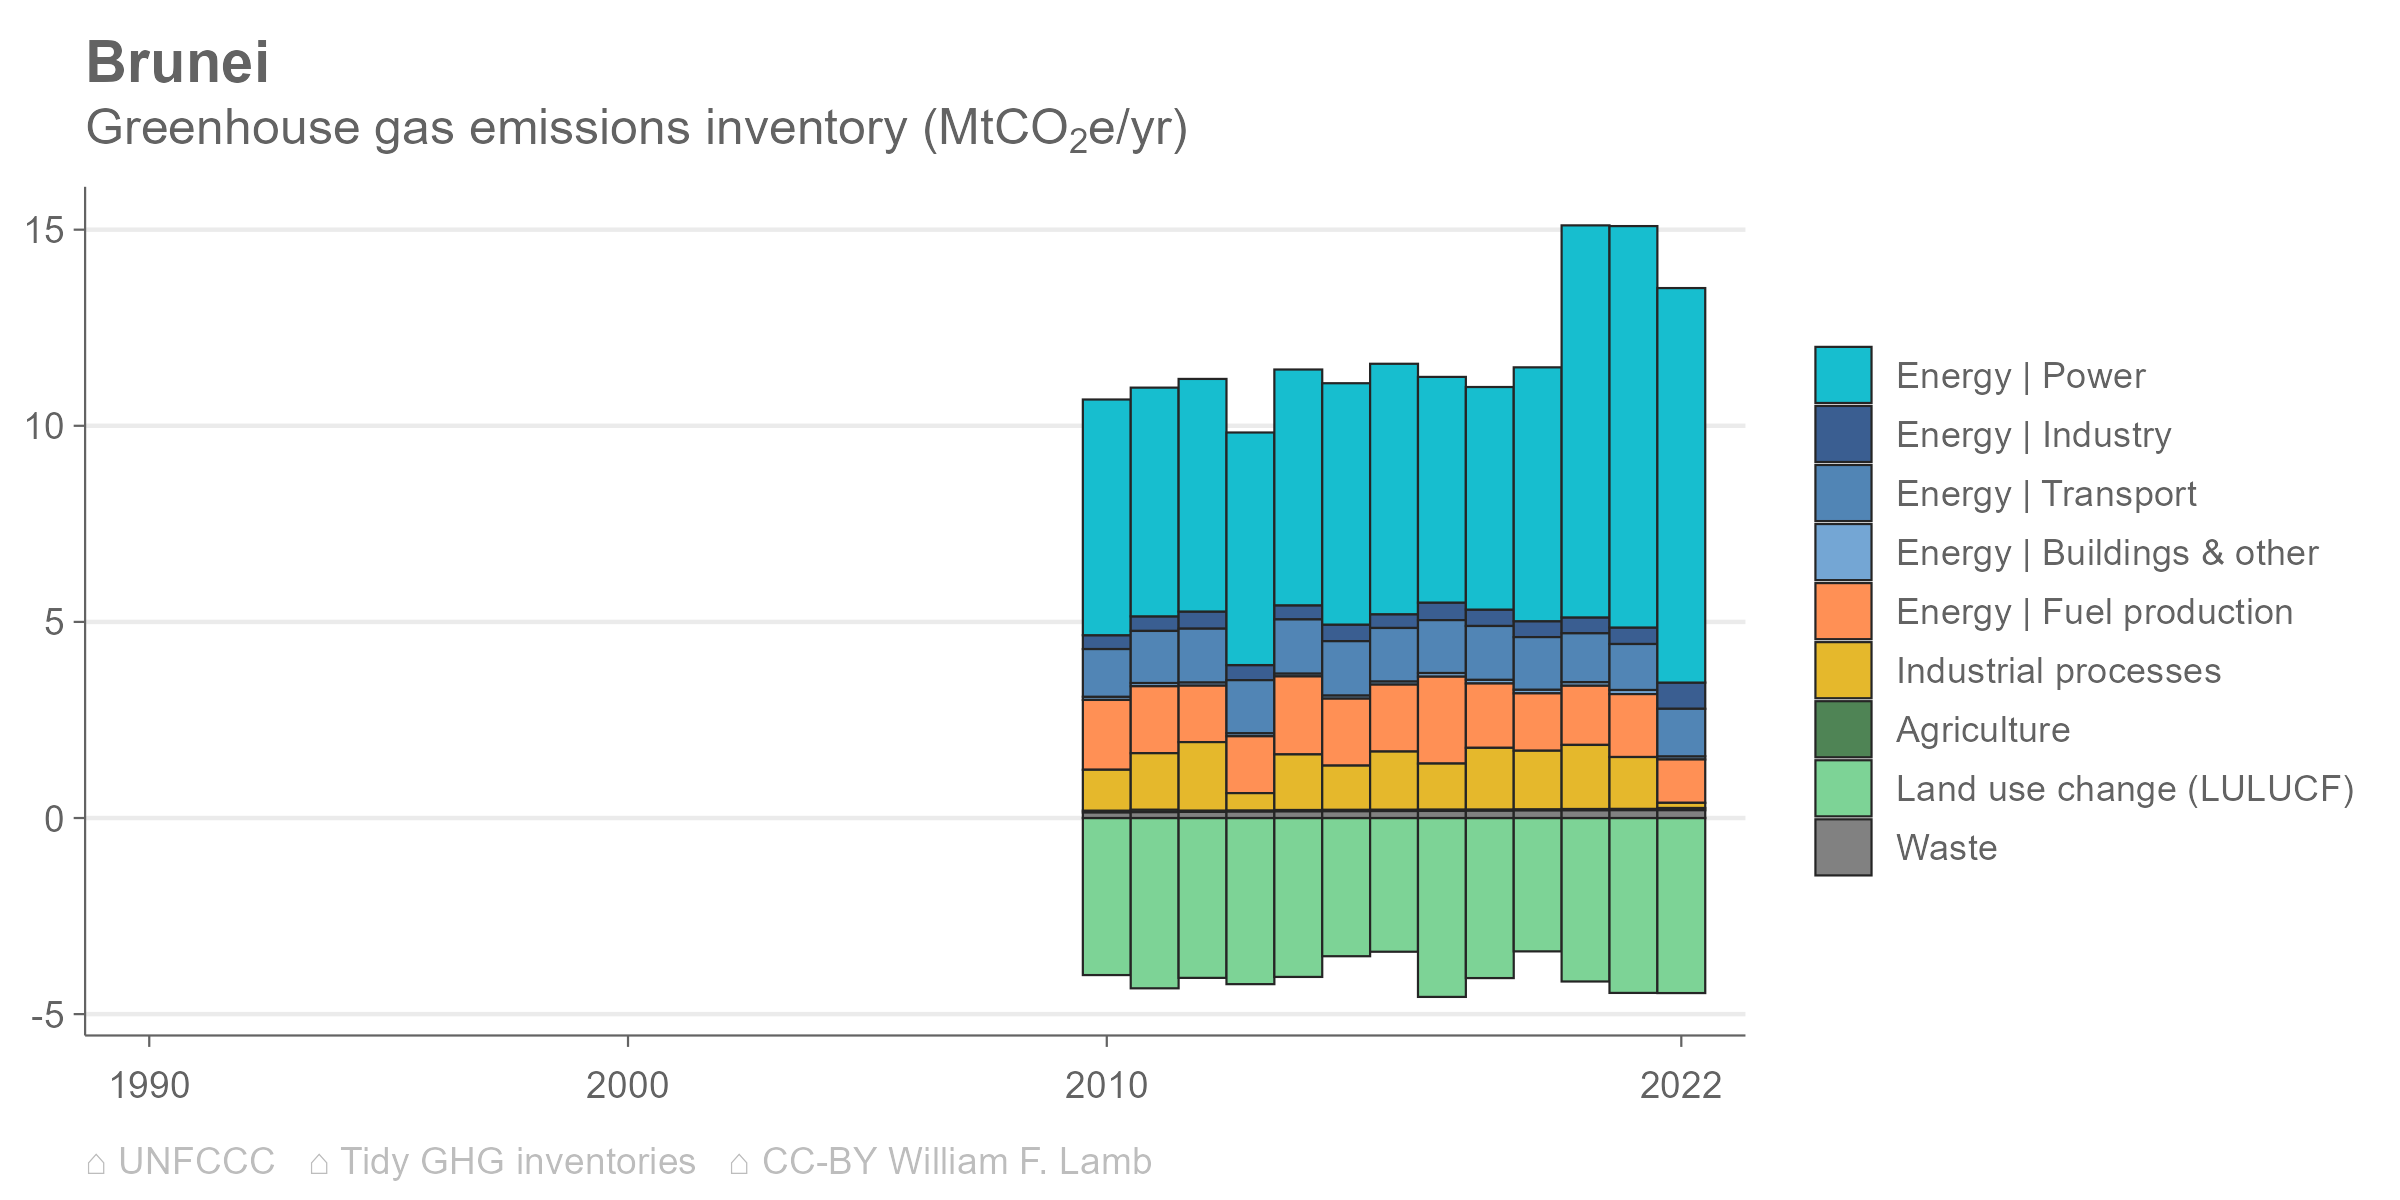 Brunei
Greenhouse gas emissions inventory (MtCO₂e/yr)
15
10
5
0
-5
1990
2000
2010
2022
Energy | Power
Energy | Industry
Energy | Transport
Energy | Buildings & other
Energy | Fuel production
Industrial processes
Agriculture
Land use change (LULUCF)
Waste
⌂ UNFCCC ⌂ Tidy GHG inventories ⌂ CC-BY William F. Lamb